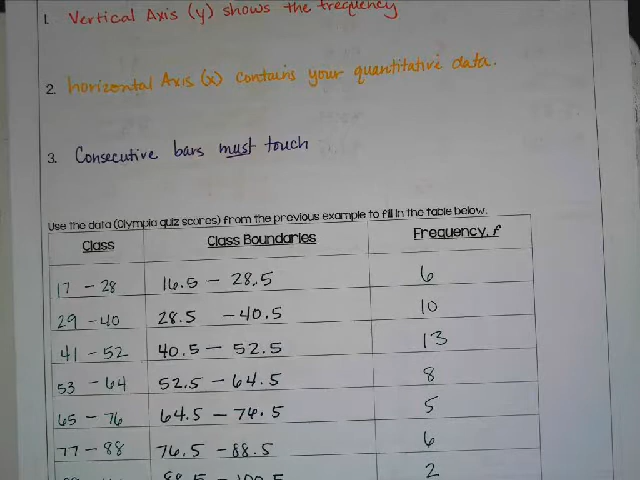 1. Vertical Axis (y) shows the frequency
2. horizontal Axis (x) contains your quantitative data.
3. Consecutive bars must touch
Use the data (Olympia quiz scores) from the previous example to fill in the table below.
Class Class Boundaries Frequency, f
17 - 28 16.5 - 28.5 6
29 - 40 28.5 - 40.5 10
41 - 52 40.5 - 52.5 13
53 - 64 52.5 - 64.5 8
65 - 76 64.5 - 76.5 5
77 - 88 76.5 - 88.5 6
88.5 - 100.5 2